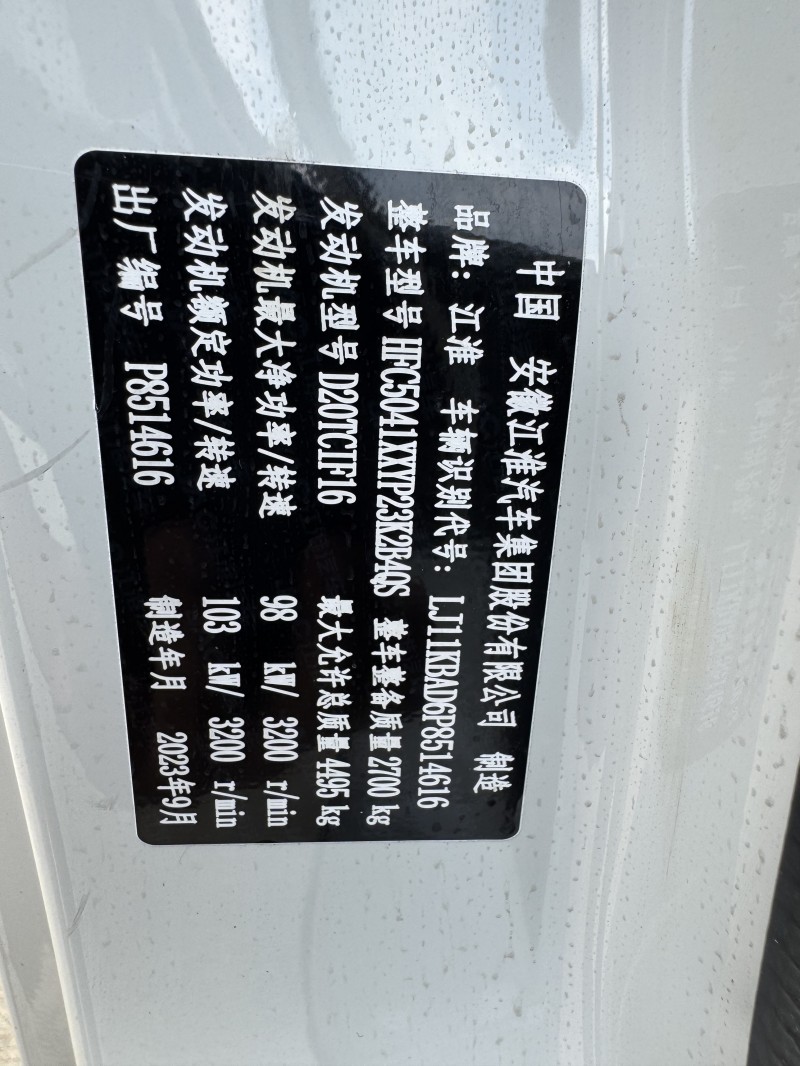 中国 安徽江淮汽车集团股份有限公司 制造
品牌：江淮 车辆识别代号：LJ11KBAD6P8514616
整车型号 HFC5041XXYP23K2B4QS 整车整备质量 2700 kg
发动机型号 D20TCIF16 最大允许总质量 4495 kg
发动机最大净功率/转速 98 kW/ 3200 r/min
发动机额定功率/转速 103 kW/ 3200 r/min
出厂编号 P8514616 制造年月 2023年9月